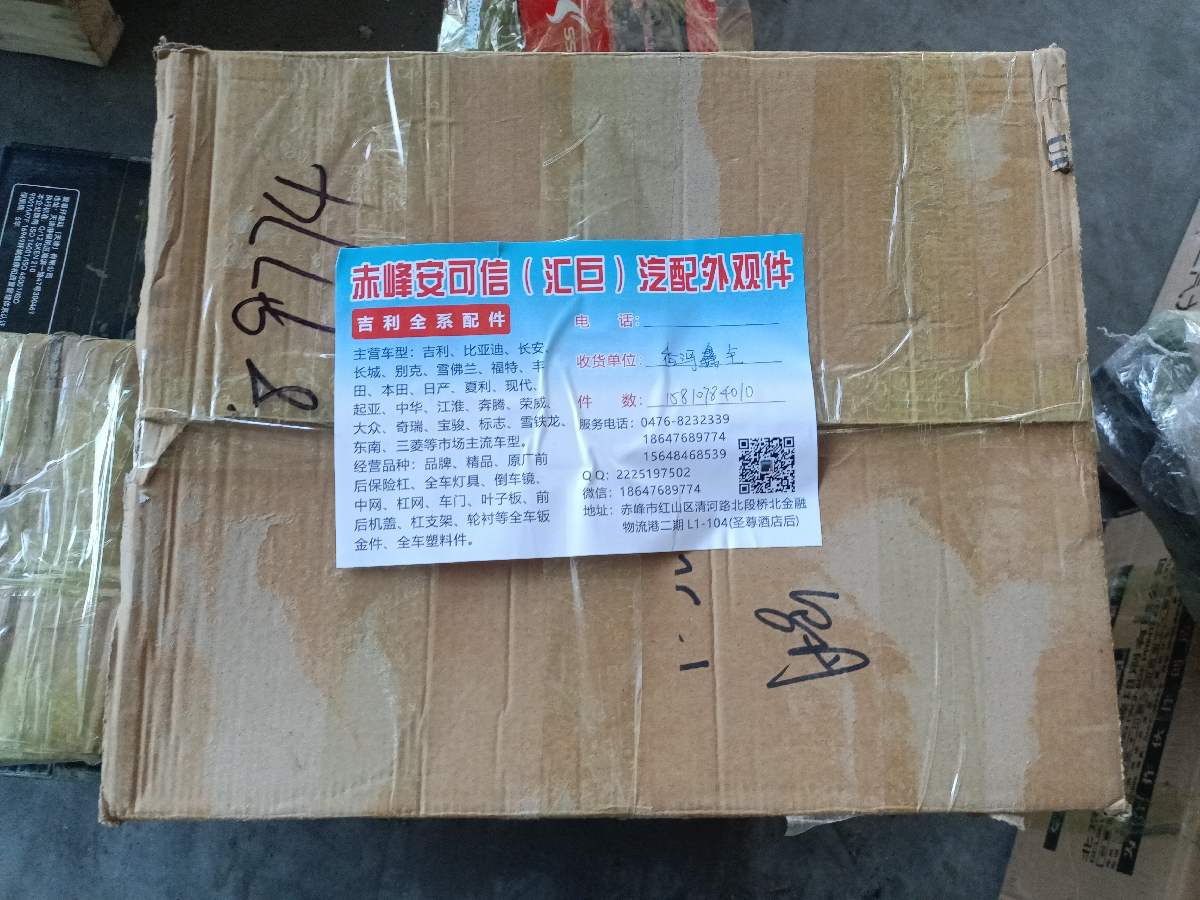 赤峰安可信（汇巨）汽配外观件
吉利全系配件
主营车型：吉利、比亚迪、长安、
长城、别克、雪佛兰、福特、丰
田、本田、日产、夏利、现代、
起亚、中华、江淮、奔腾、荣威、
大众、奇瑞、宝骏、标志、雪铁龙、
东南、三菱等市场主流车型。
经营品种：品牌、精品、原厂前
后保险杠、全车灯具、倒车镜、
中网、杠网、车门、叶子板、前
后机盖、杠支架、轮衬等全车钣
金件、全车塑料件。
电 话：
收货单位：
件 数：15810784010
服务电话：0476-8232339
18647689774
15648468539
QQ：2225197502
微信：18647689774
地址：赤峰市红山区清河路北段桥北金融
物流港二期 L1-104(圣尊酒店后)
89774